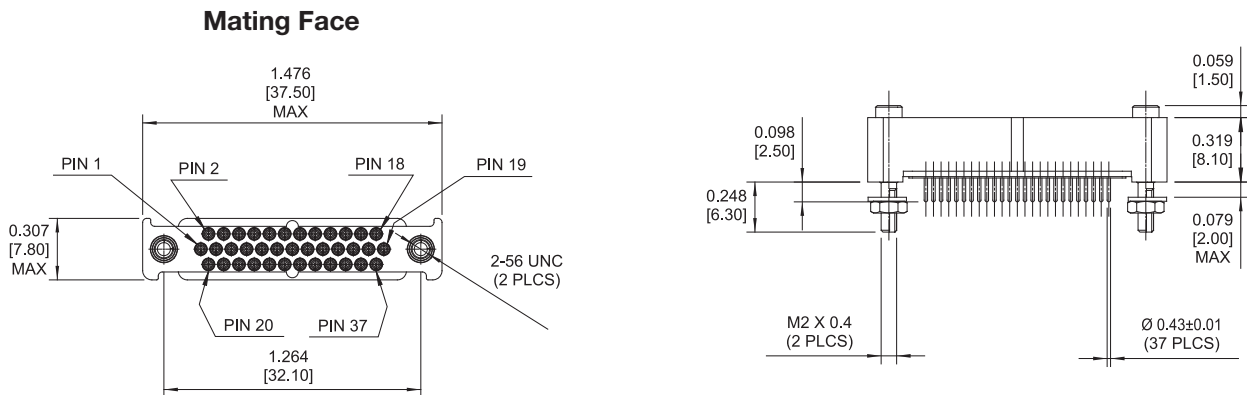 Mating Face
1.476
[37.50]
MAX
PIN 1
PIN 2
PIN 18
PIN 19
0.307
[7.80]
MAX
2-56 UNC
(2 PLCS)
PIN 20
PIN 37
1.264
[32.10]
0.059
[1.50]
0.098
[2.50]
0.319
[8.10]
0.248
[6.30]
0.079
[2.00]
MAX
M2 X 0.4
(2 PLCS)
Ø 0.43±0.01
(37 PLCS)